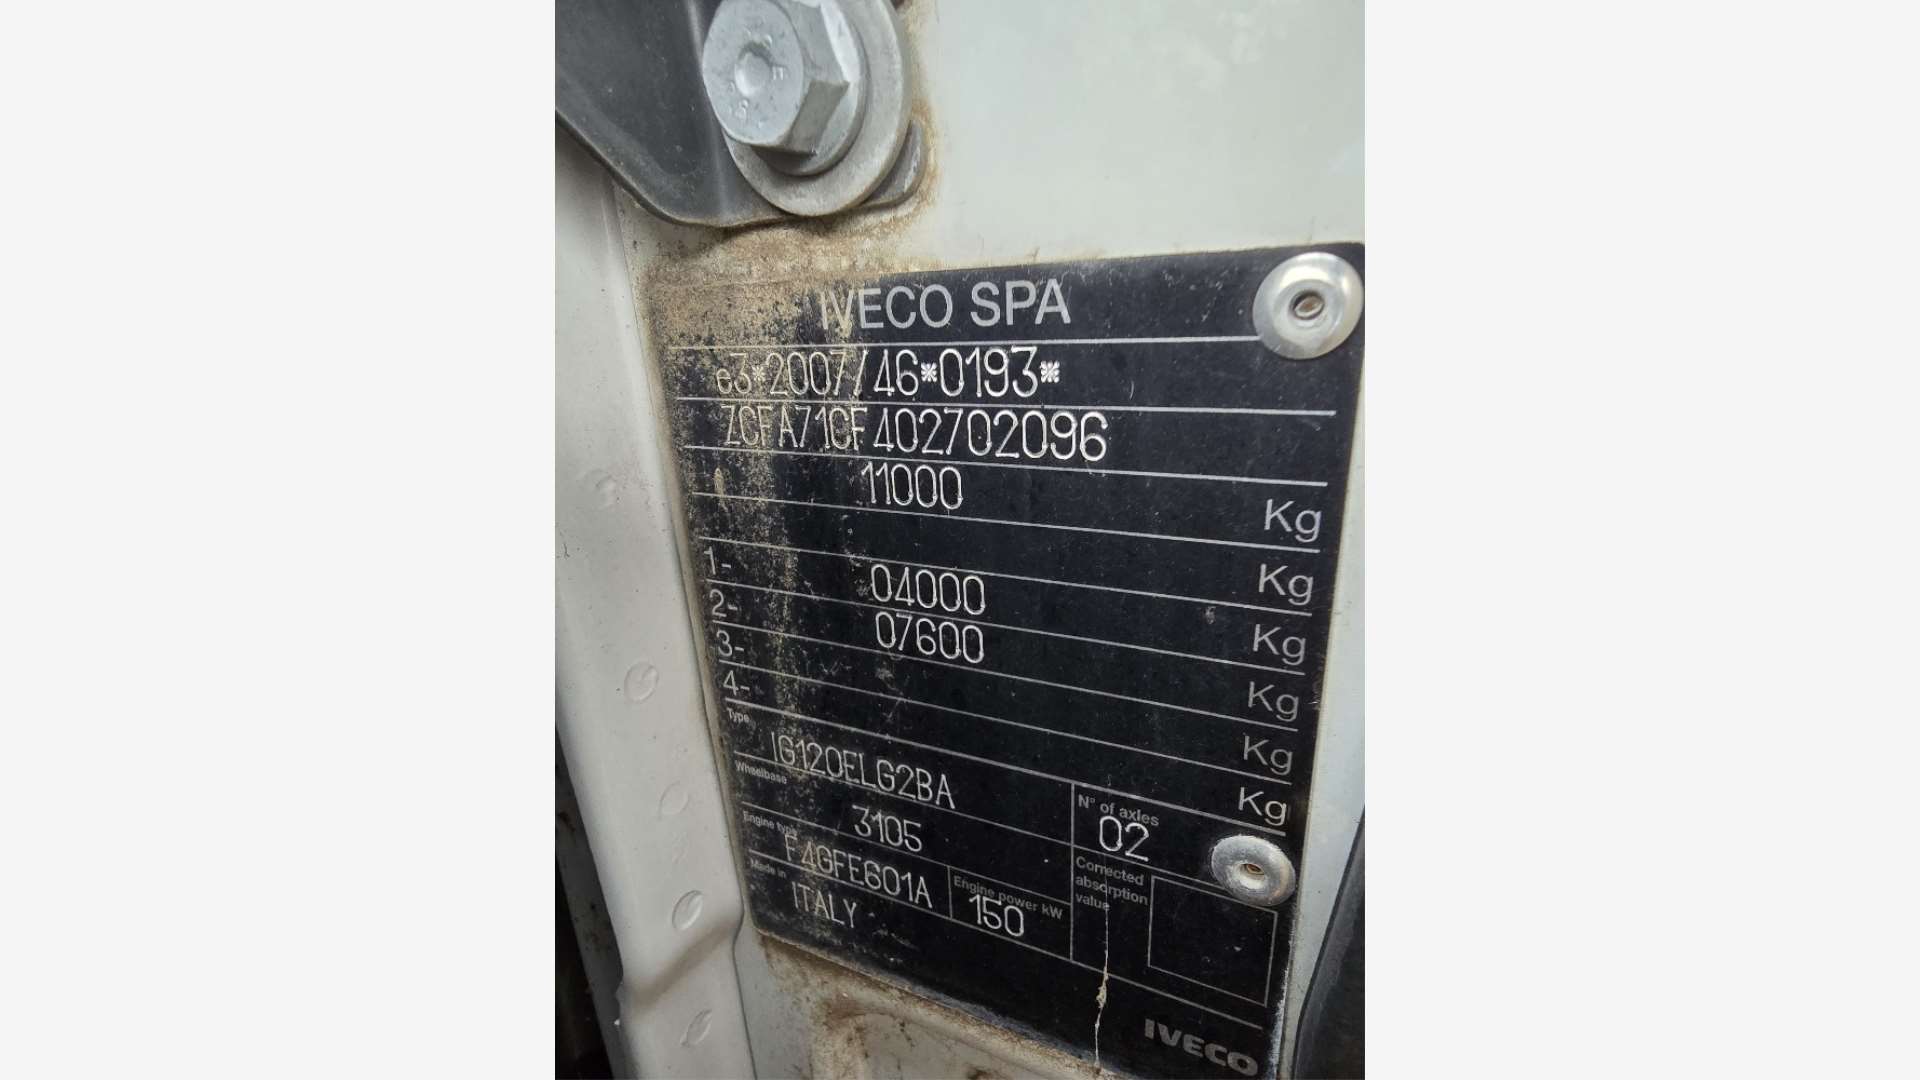 IVECO SPA
e3*2007/46*0193*
ZCFA71CF402702096
11000 Kg
Kg
1- 04000 Kg
2- 07600 Kg
3- Kg
4- Kg
Type
IG120ELG2BA
Wheelbase
3105
N° of axles
02
Engine type
F4GFE601A
Engine power kW
150
Corrected
absorption
value
Made in
ITALY
IVECO